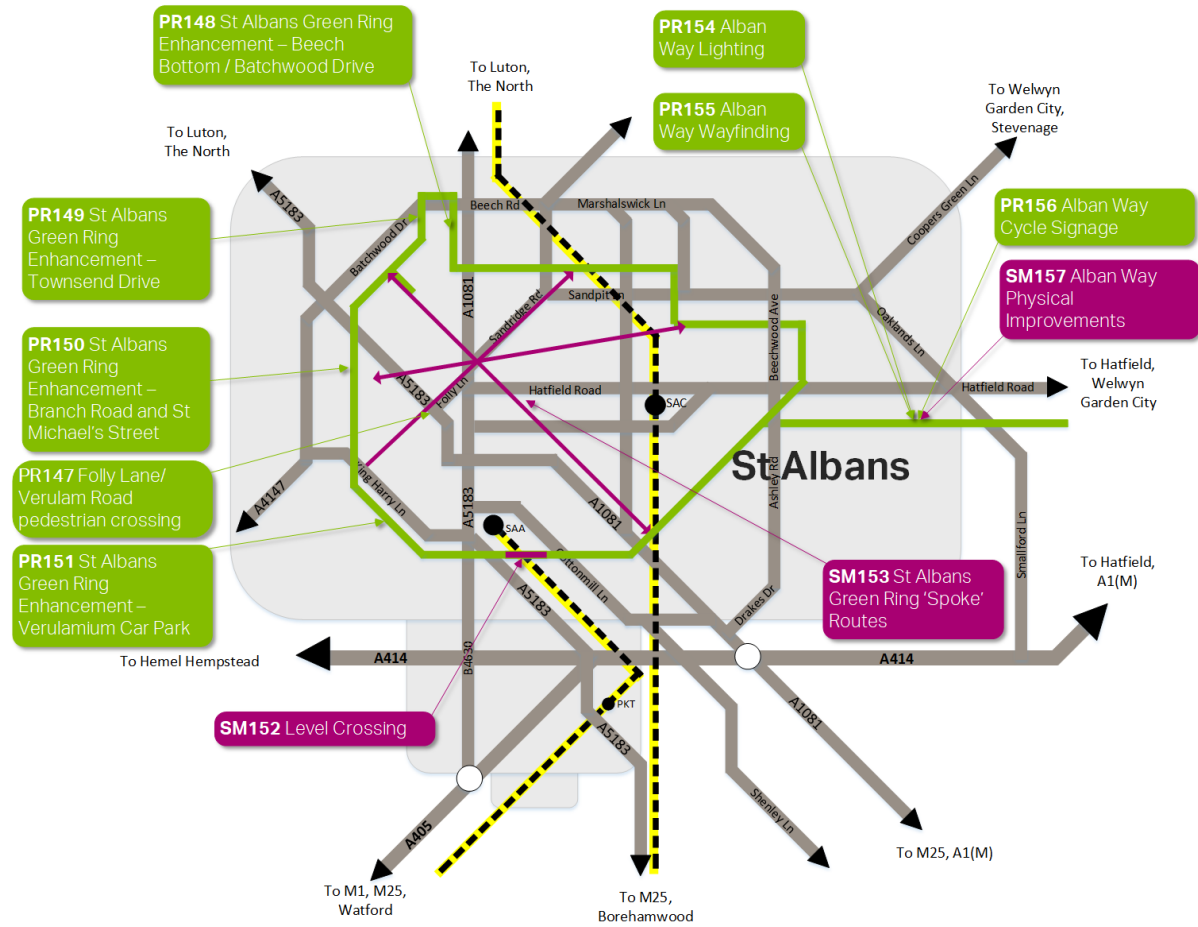 PR148 St Albans Green Ring
Enhancement – Beech
Bottom / Batchwood Drive
To Luton,
The North
PR154 Alban
Way Lighting
PR155 Alban
Way Wayfinding
To Welwyn
Garden City,
Stevenage
To Luton,
The North
A5183
Beech Rd
Marshalswick Ln
PR149 St Albans
Green Ring
Enhancement –
Townsend Drive
Batchwood Dr
A1081
Coopers Green Ln
PR156 Alban Way
Cycle Signage
SM157 Alban Way
Physical
Improvements
Sandridge Rd
Sandpit Ln
Beechwood Ave
Oaklands Ln
PR150 St Albans
Green Ring
Enhancement –
Branch Road and St
Michael's Street
A5183
Folly Ln
Hatfield Road
SAC
Hatfield Road
To Hatfield,
Welwyn
Garden City
PR147 Folly Lane/
Verulam Road
pedestrian crossing
King Harry Ln
St Albans
Ashley Rd
A4147
A5183
SAA
A1081
Smallford Ln
PR151 St Albans
Green Ring
Enhancement –
Verulamium Car Park
Cottonmill Ln
A5183
Drakes Dr
SM153 St Albans
Green Ring 'Spoke'
Routes
To Hatfield,
A1(M)
To Hemel Hempstead
A414
B4630
A414
SM152 Level Crossing
PKT
A5183
A1081
Shenley Ln
A405
To M25, A1(M)
To M1, M25,
Watford
To M25,
Borehamwood